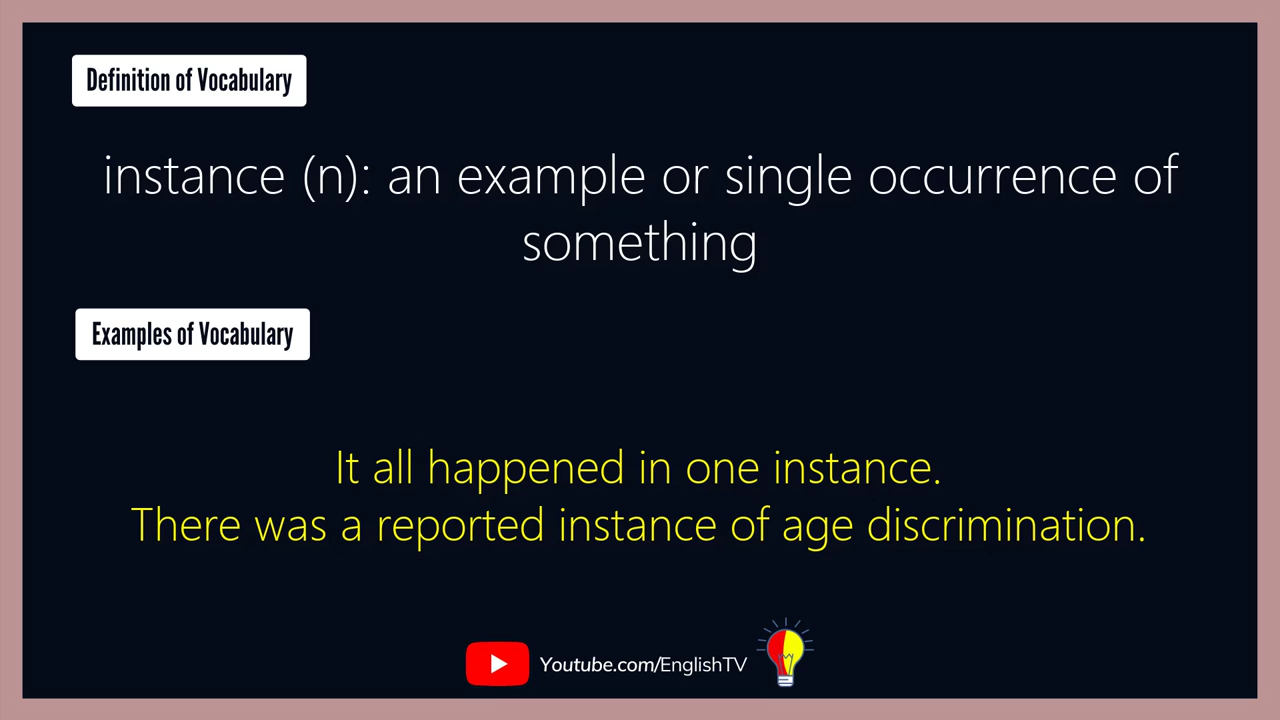 Definition of Vocabulary
instance (n): an example or single occurrence of
something
Examples of Vocabulary
It all happened in one instance.
There was a reported instance of age discrimination.
Youtube.com/EnglishTV